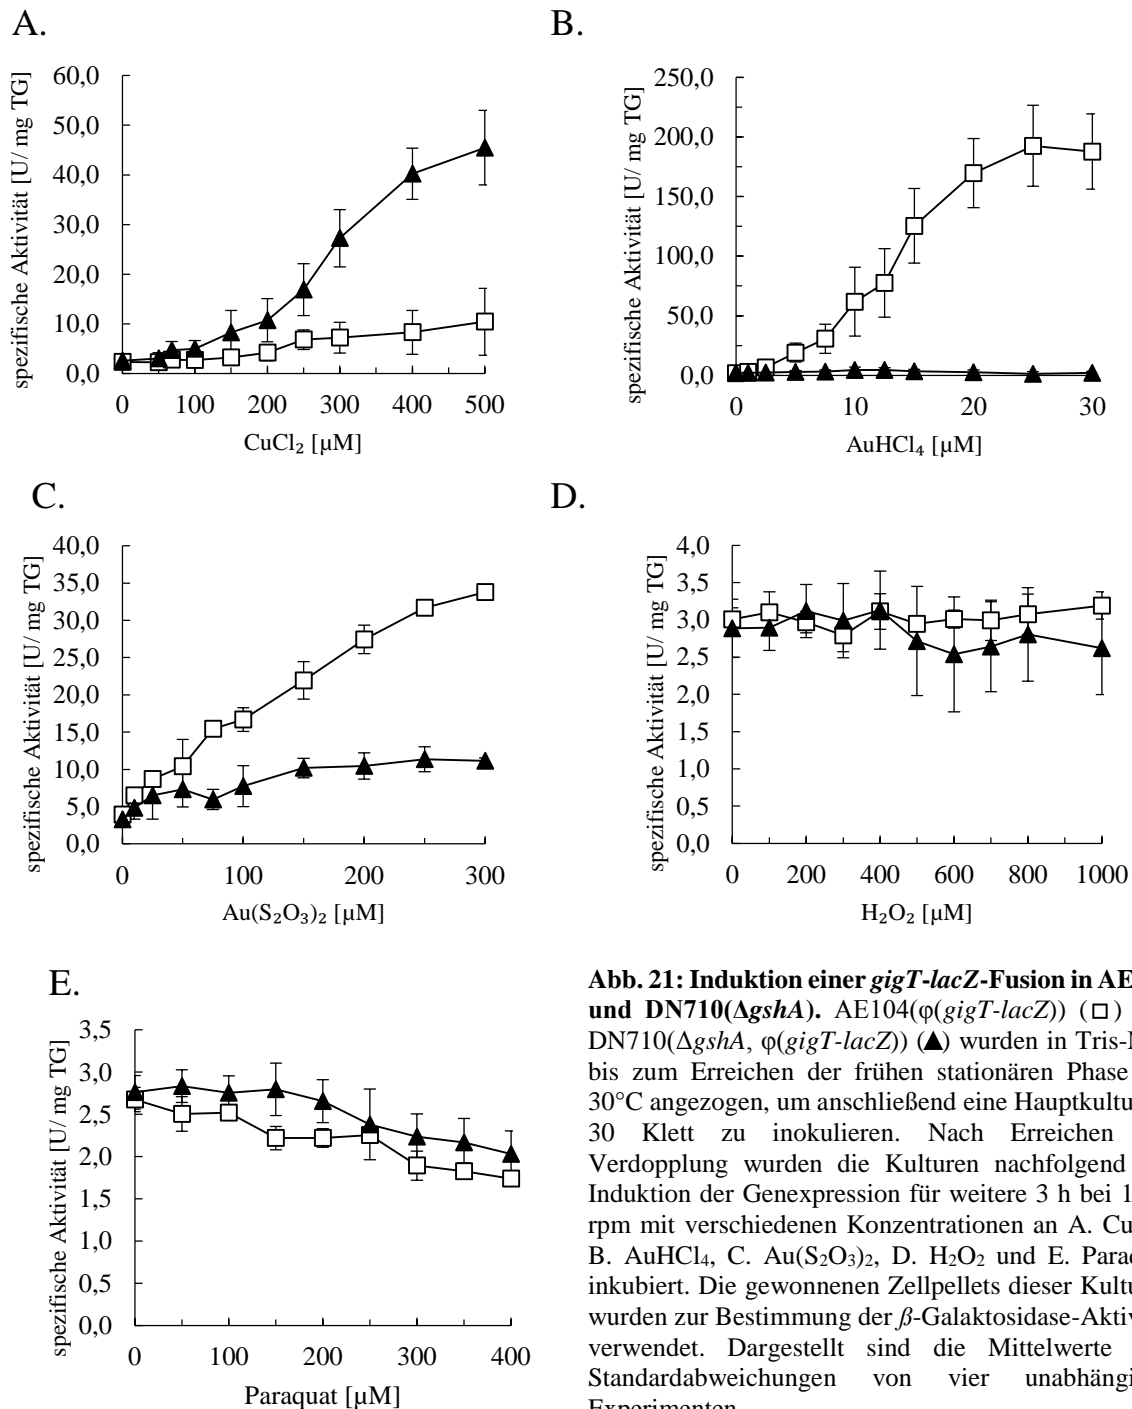 A.
spezifische Aktivität [U/ mg TG]
60,0
50,0
40,0
30,0
20,0
10,0
0,0
0 100 200 300 400 500
CuCl₂ [µM]
B.
spezifische Aktivität [U/ mg TG]
250,0
200,0
150,0
100,0
50,0
0,0
0 10 20 30
AuHCl₄ [µM]
C.
spezifische Aktivität [U/ mg TG]
40,0
35,0
30,0
25,0
20,0
15,0
10,0
5,0
0,0
0 100 200 300
Au(S₂O₃)₂ [µM]
D.
spezifische Aktivität [U/ mg TG]
4,0
3,5
3,0
2,5
2,0
1,5
1,0
0,5
0,0
0 200 400 600 800 1000
H₂O₂ [µM]
E.
spezifische Aktivität [U/ mg TG]
3,5
3,0
2,5
2,0
1,5
1,0
0,5
0,0
0 100 200 300 400
Paraquat [µM]
Abb. 21: Induktion einer gigT-lacZ-Fusion in AE
und DN710(ΔgshA). AE104(φ(gigT-lacZ)) (□)
DN710(ΔgshA, φ(gigT-lacZ)) (▲) wurden in Tris-
bis zum Erreichen der frühen stationären Phase
30°C angezogen, um anschließend eine Hauptkultu
30 Klett zu inokulieren. Nach Erreichen
Verdopplung wurden die Kulturen nachfolgend
Induktion der Genexpression für weitere 3 h bei 1
rpm mit verschiedenen Konzentrationen an A. Cu
B. AuHCl₄, C. Au(S₂O₃)₂, D. H₂O₂ und E. Para
inkubiert. Die gewonnenen Zellpellets dieser Kultu
wurden zur Bestimmung der β-Galaktosidase-Aktiv
verwendet. Dargestellt sind die Mittelwerte
Standardabweichungen von vier unabhängi
Experimenten